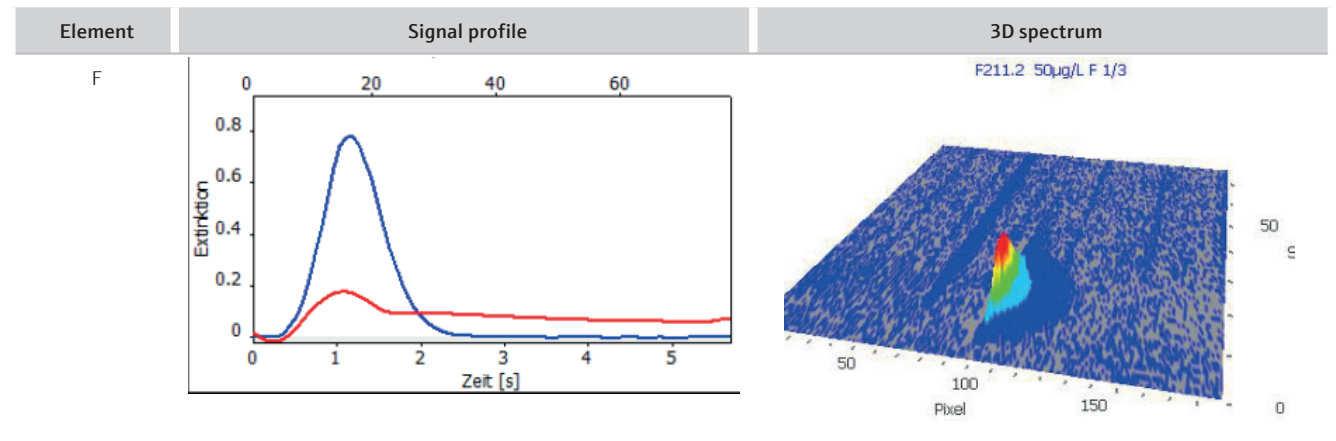 Element Signal profile 3D spectrum
F
0 20 40 60
0.8
0.6
0.4
0.2
0
Extinktion
0 1 2 3 4 5
Zeit [s]
F211.2 50µg/L F 1/3
50
S
50
100
150
0
Pixel